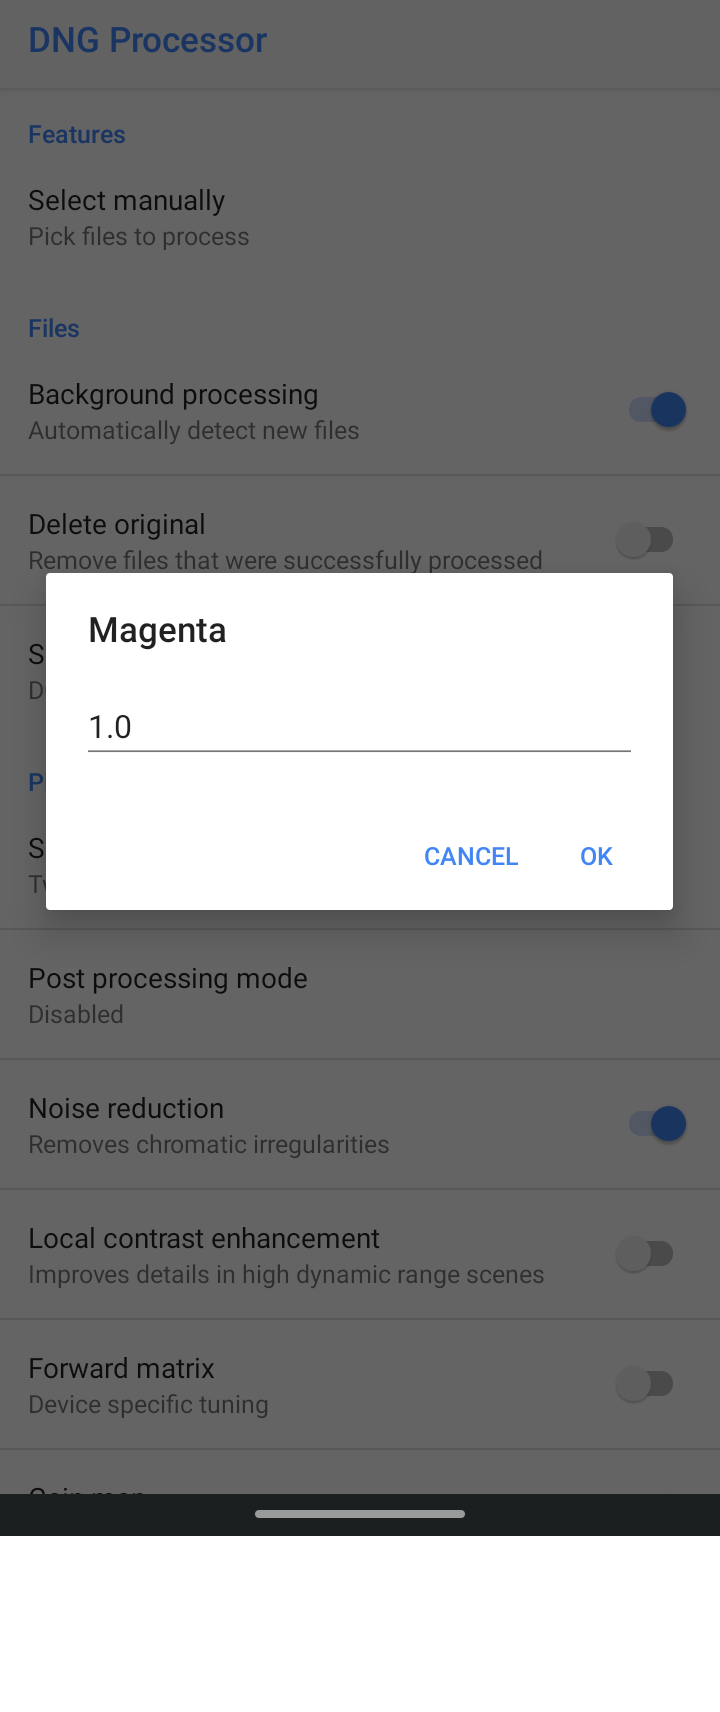 DNG Processor
Features
Select manually
Pick files to process
Files
Background processing
Automatically detect new files
Delete original
Remove files that were successfully processed
Magenta
1.0
CANCEL
OK
Post processing mode
Disabled
Noise reduction
Removes chromatic irregularities
Local contrast enhancement
Improves details in high dynamic range scenes
Forward matrix
Device specific tuning